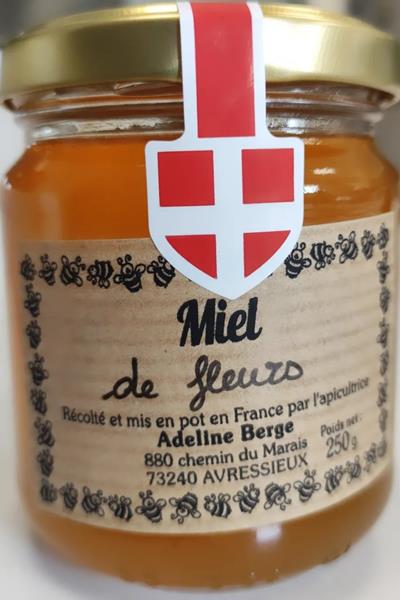 Miel
de fleurs
Récolté et mis en pot en France par l'apicultrice
Adeline Berge
880 chemin du Marais
73240 AVRESSIEUX
Poids net :
250 g